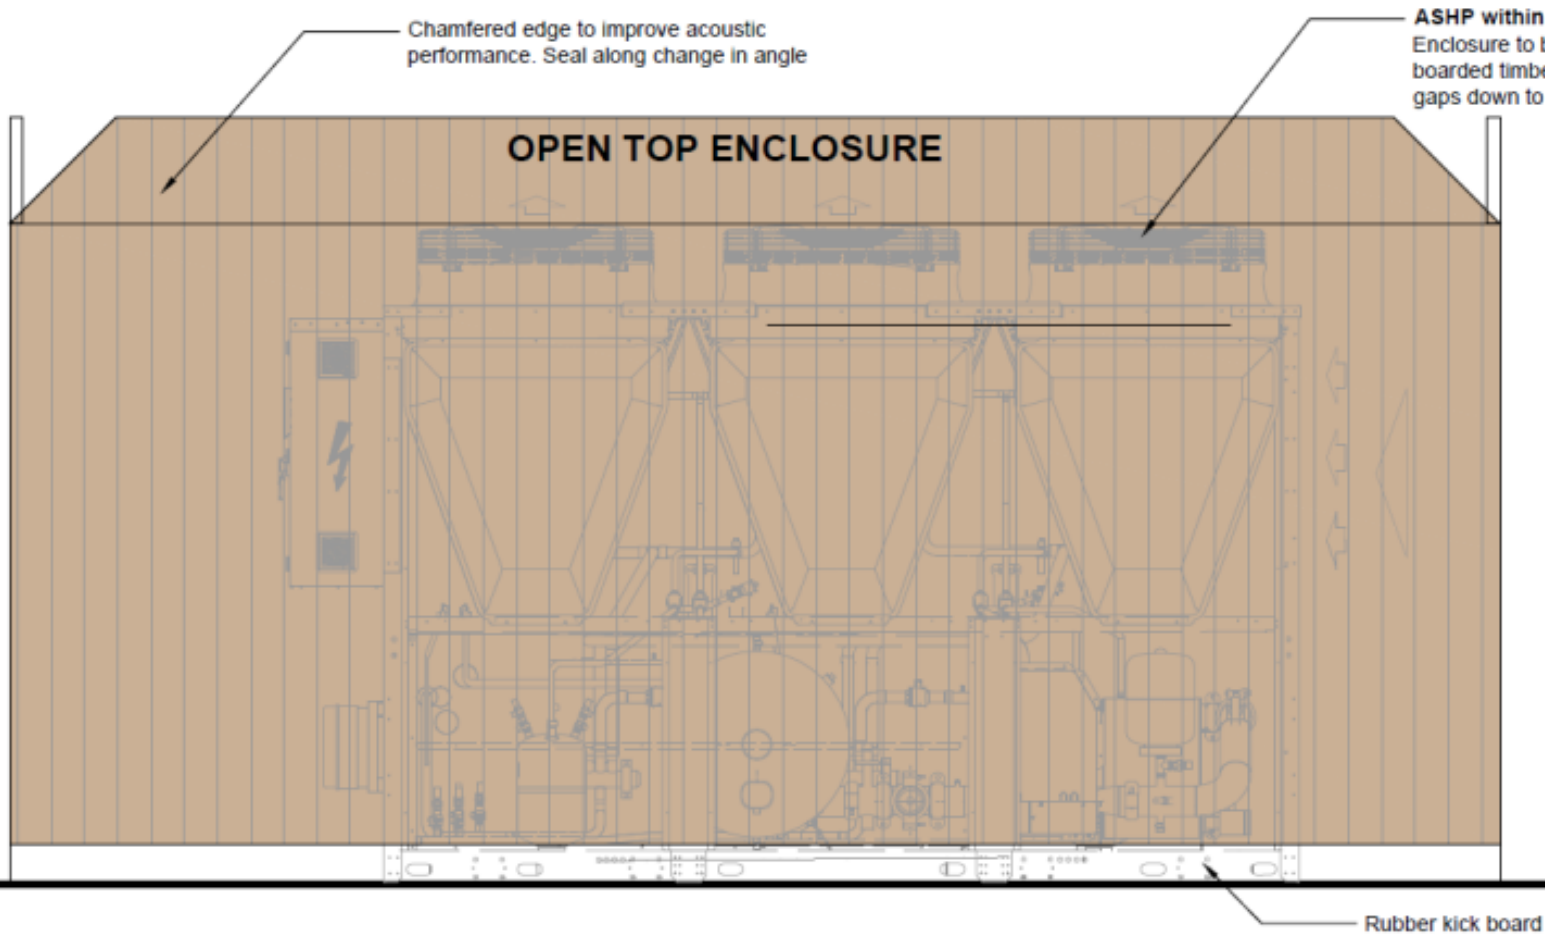 Chamfered edge to improve acoustic
performance. Seal along change in angle
ASHP within
Enclosure to
boarded
gaps down to
OPEN TOP ENCLOSURE
Rubber kick board